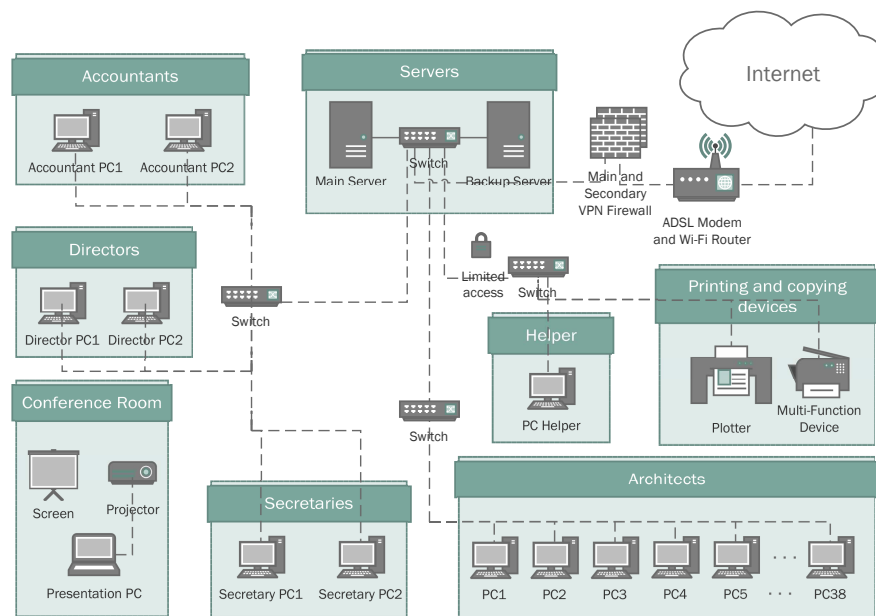 Internet
Accountants
Accountant PC1
Accountant PC2
Servers
Main Server
Switch
Backup Server
Main and
Secondary
VPN Firewall
ADSL Modem
and Wi-Fi Router
Directors
Director PC1
Director PC2
Switch
Limited
access
Switch
Printing and copying
devices
Plotter
Multi-Function
Device
Helper
PC Helper
Switch
Conference Room
Screen
Projector
Presentation PC
Secretaries
Secretary PC1
Secretary PC2
Architects
PC1
PC2
PC3
PC4
PC5
PC38